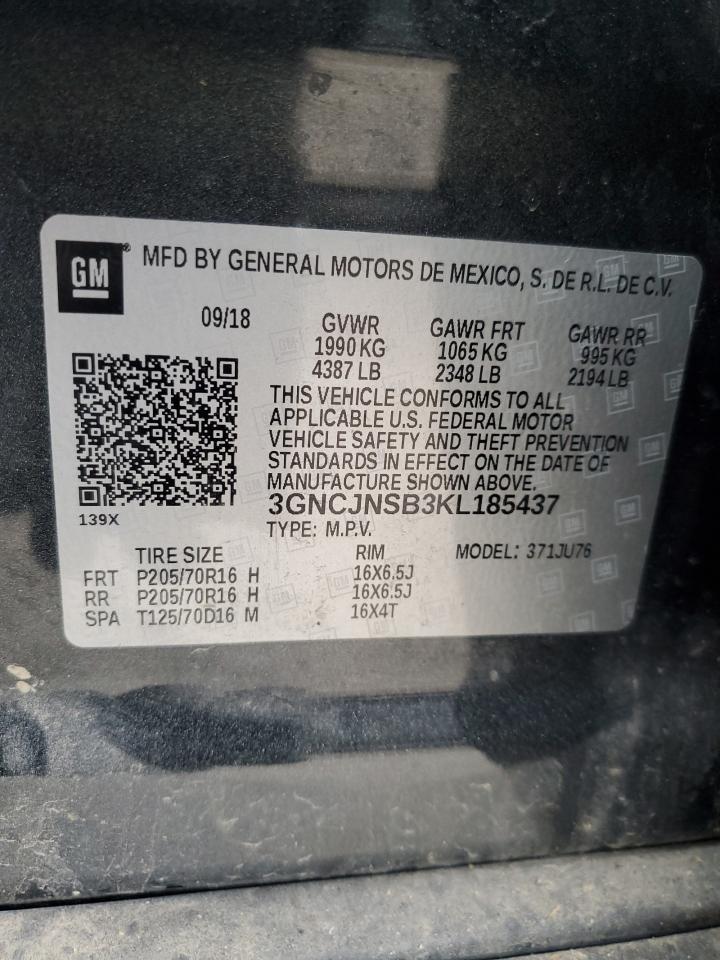 GM® MFD BY GENERAL MOTORS DE MEXICO, S. DE R.L. DE C.V.
09/18 GVWR GAWR FRT GAWR RR
1990 KG 1065 KG 995 KG
4387 LB 2348 LB 2194 LB
THIS VEHICLE CONFORMS TO ALL
APPLICABLE U.S. FEDERAL MOTOR
VEHICLE SAFETY AND THEFT PREVENTION
STANDARDS IN EFFECT ON THE DATE OF
MANUFACTURE SHOWN ABOVE.
3GNCJNSB3KL185437
139X
TYPE: M.P.V.
TIRE SIZE RIM MODEL: 371JU76
FRT P205/70R16 H 16X6.5J
RR P205/70R16 H 16X6.5J
SPA T125/70D16 M 16X4T